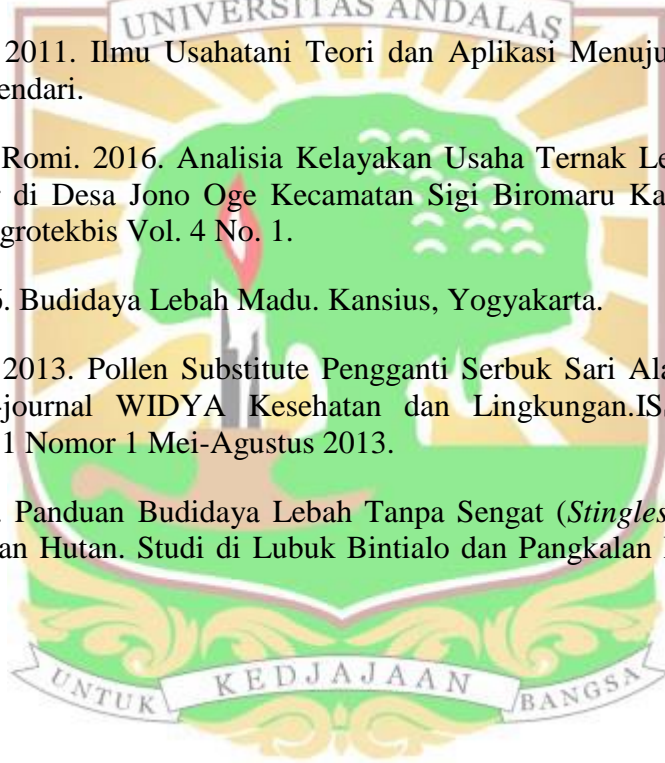 UNIVERSITAS ANDALAS
2011. Ilmu Usahatani Teori dan Aplikasi Menuju
endari.
Romi. 2016. Analisia Kelayakan Usaha Ternak Le
di Desa Jono Oge Kecamatan Sigi Biromaru Ka
grotekbis Vol. 4 No. 1.
. Budidaya Lebah Madu. Kansius, Yogyakarta.
2013. Pollen Substitute Pengganti Serbuk Sari Ala
-journal WIDYA Kesehatan dan Lingkungan.IS
1 Nomor 1 Mei-Agustus 2013.
. Panduan Budidaya Lebah Tanpa Sengat (Stingles
an Hutan. Studi di Lubuk Bintialo dan Pangkalan
UNTUK KEDJAJAAN BANGSA